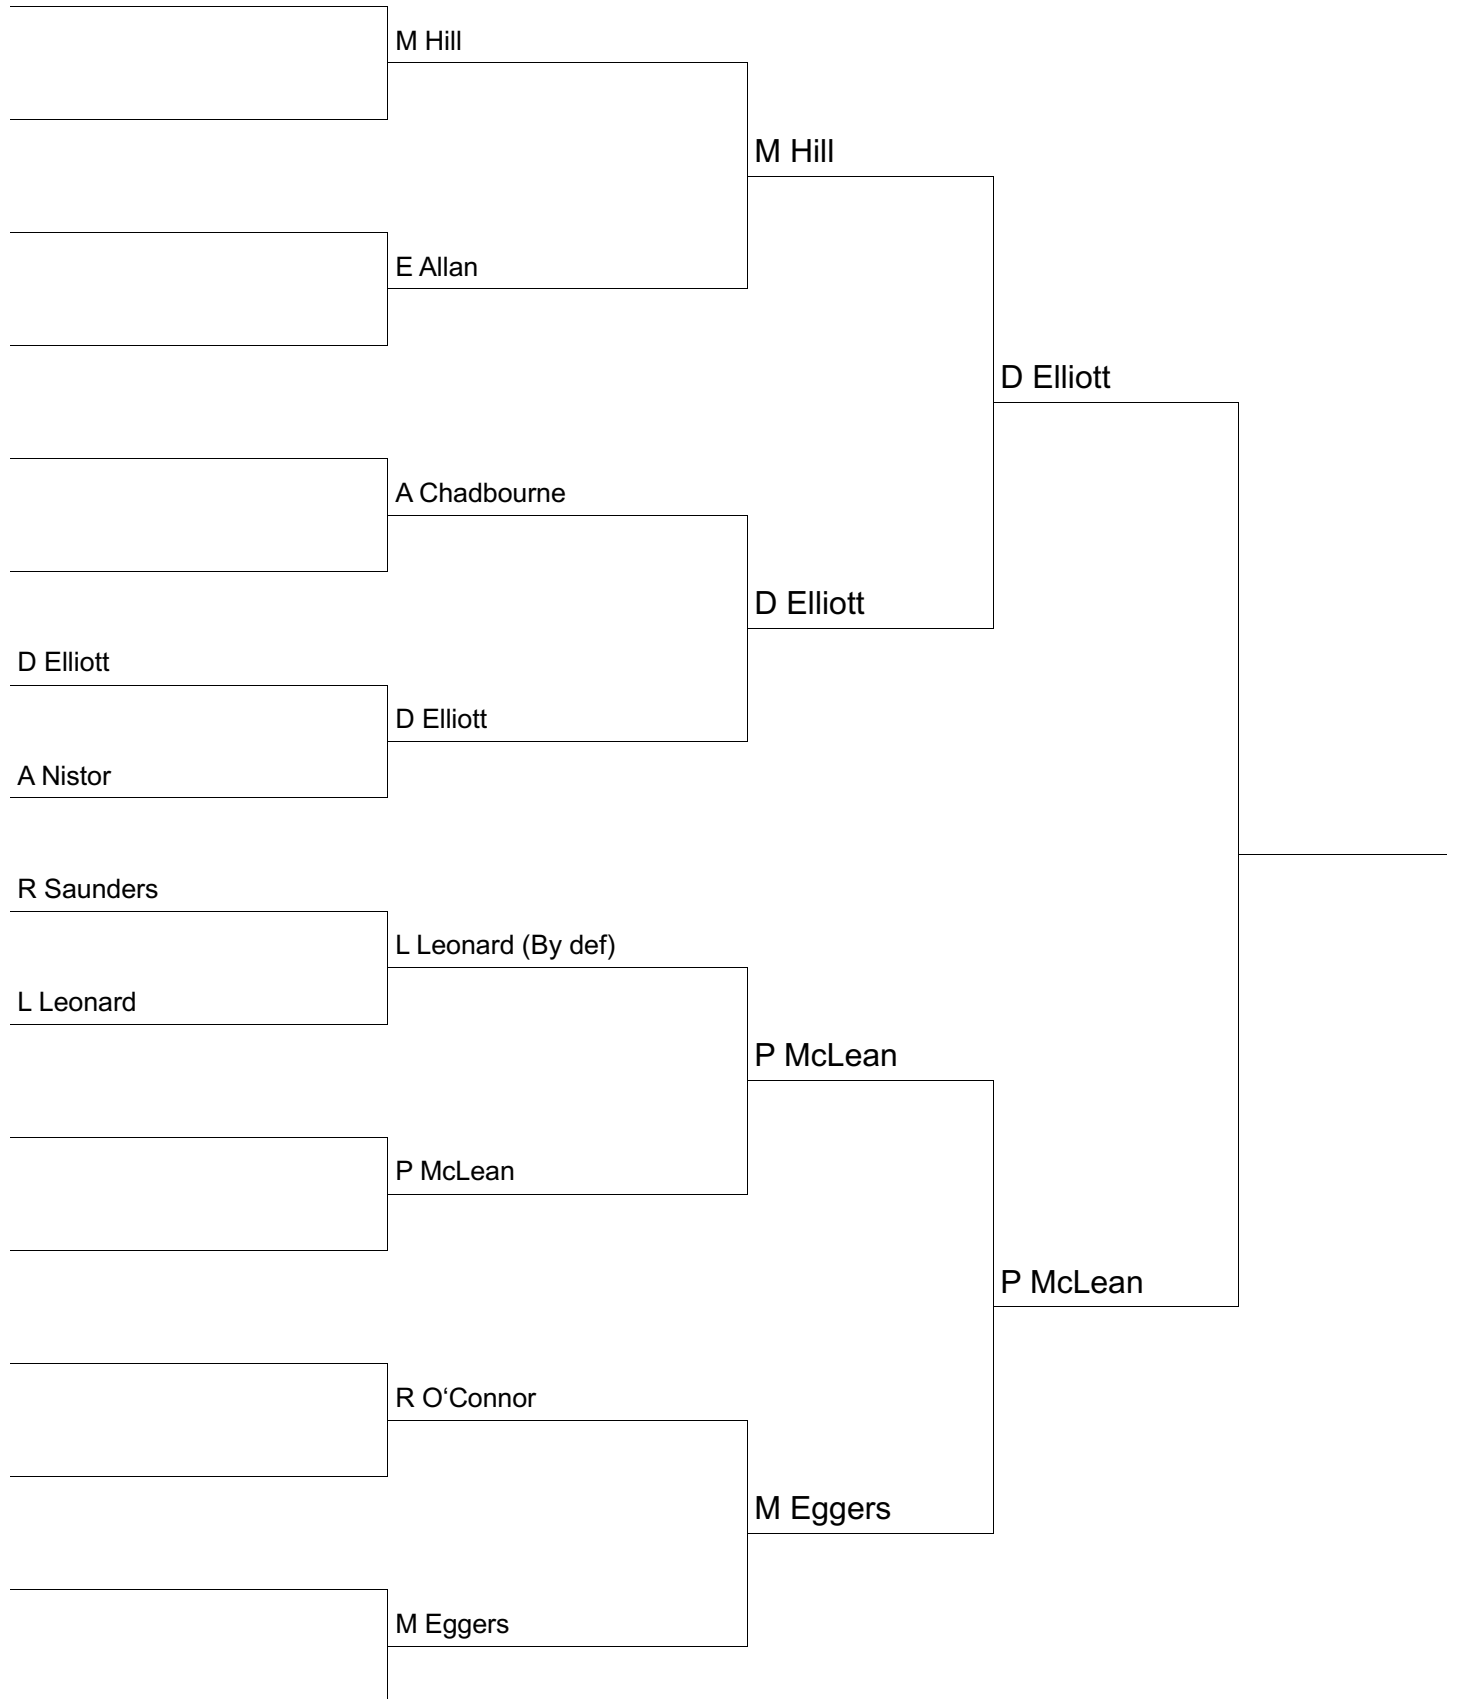 M Hill
M Hill
E Allan
D Elliott
A Chadbourne
D Elliott
D Elliott
D Elliott
A Nistor
R Saunders
L Leonard (By def)
L Leonard
P McLean
P McLean
P McLean
R O‘Connor
M Eggers
M Eggers